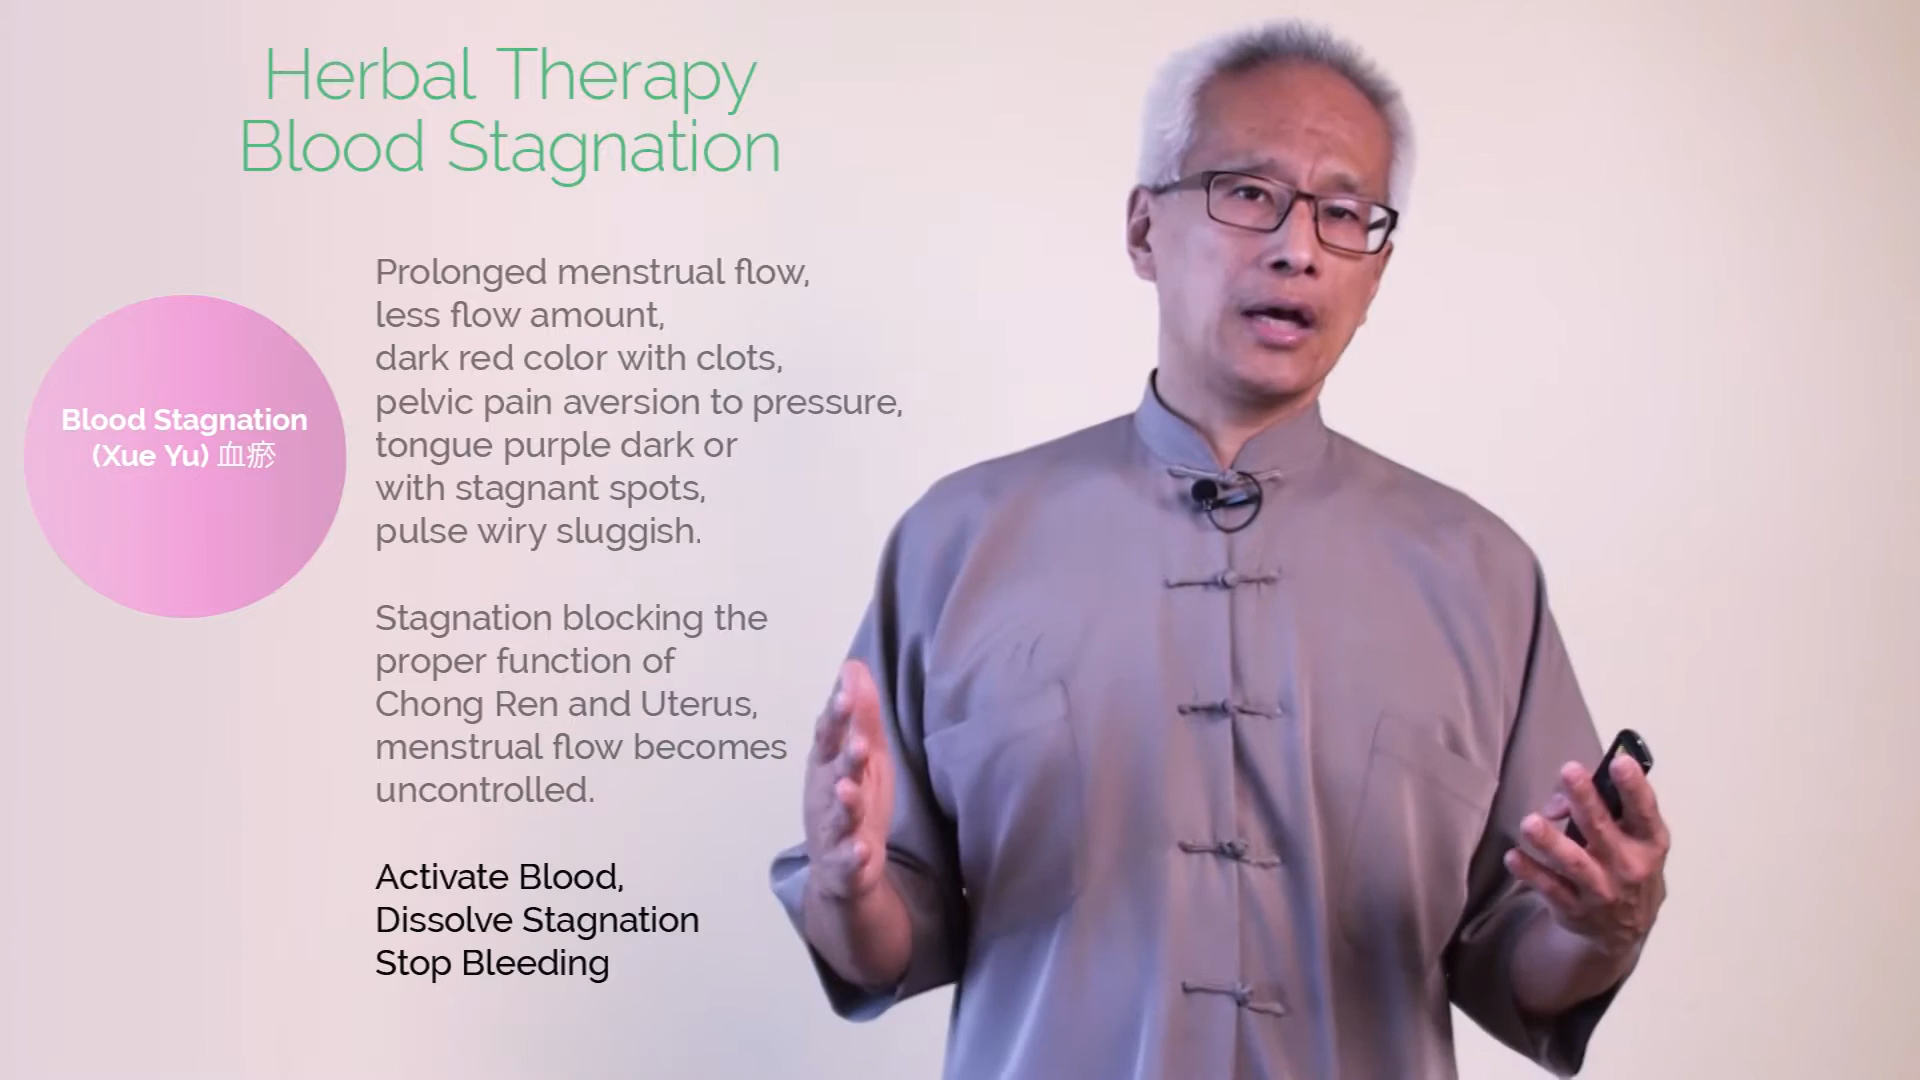 Herbal Therapy
Blood Stagnation
Blood Stagnation
(Xue Yu) 血瘀
Prolonged menstrual flow,
less flow amount,
dark red color with clots,
pelvic pain aversion to pressure,
tongue purple dark or
with stagnant spots,
pulse wiry sluggish.
Stagnation blocking the
proper function of
Chong Ren and Uterus,
menstrual flow becomes
uncontrolled.
Activate Blood,
Dissolve Stagnation
Stop Bleeding